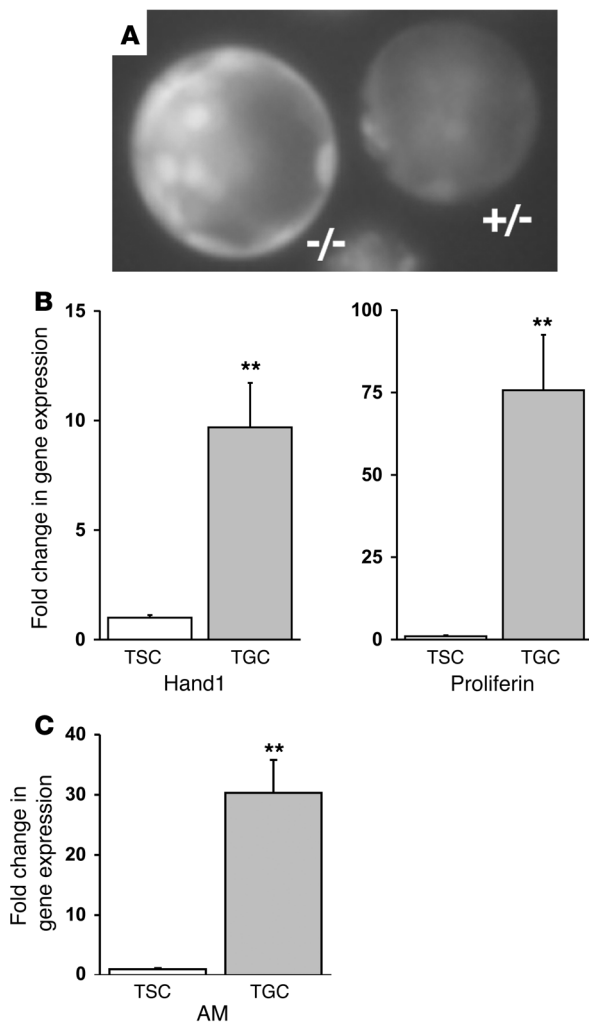 A
-/-
+/-
B
Fold change in gene expression
15
10
5
0
**
TSC
TGC
Hand1
100
75
50
25
0
**
TSC
TGC
Proliferin
C
Fold change in
gene expression
40
30
20
10
0
**
TSC
TGC
AM